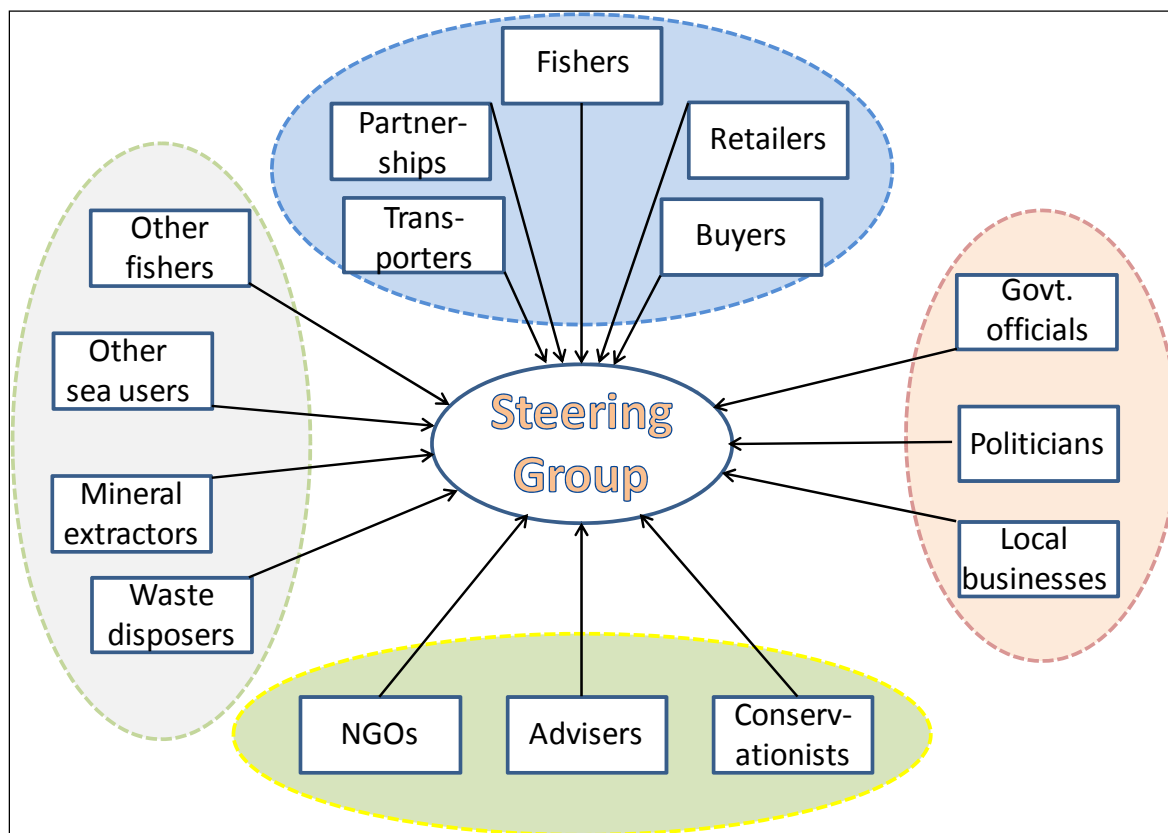 Fishers
Partner-
ships
Retailers
Trans-
porters
Buyers
Other
fishers
Other
sea users
Mineral
extractors
Waste
disposers
Steering
Group
Govt.
officials
Politicians
Local
businesses
NGOs
Advisers
Conserv-
ationists